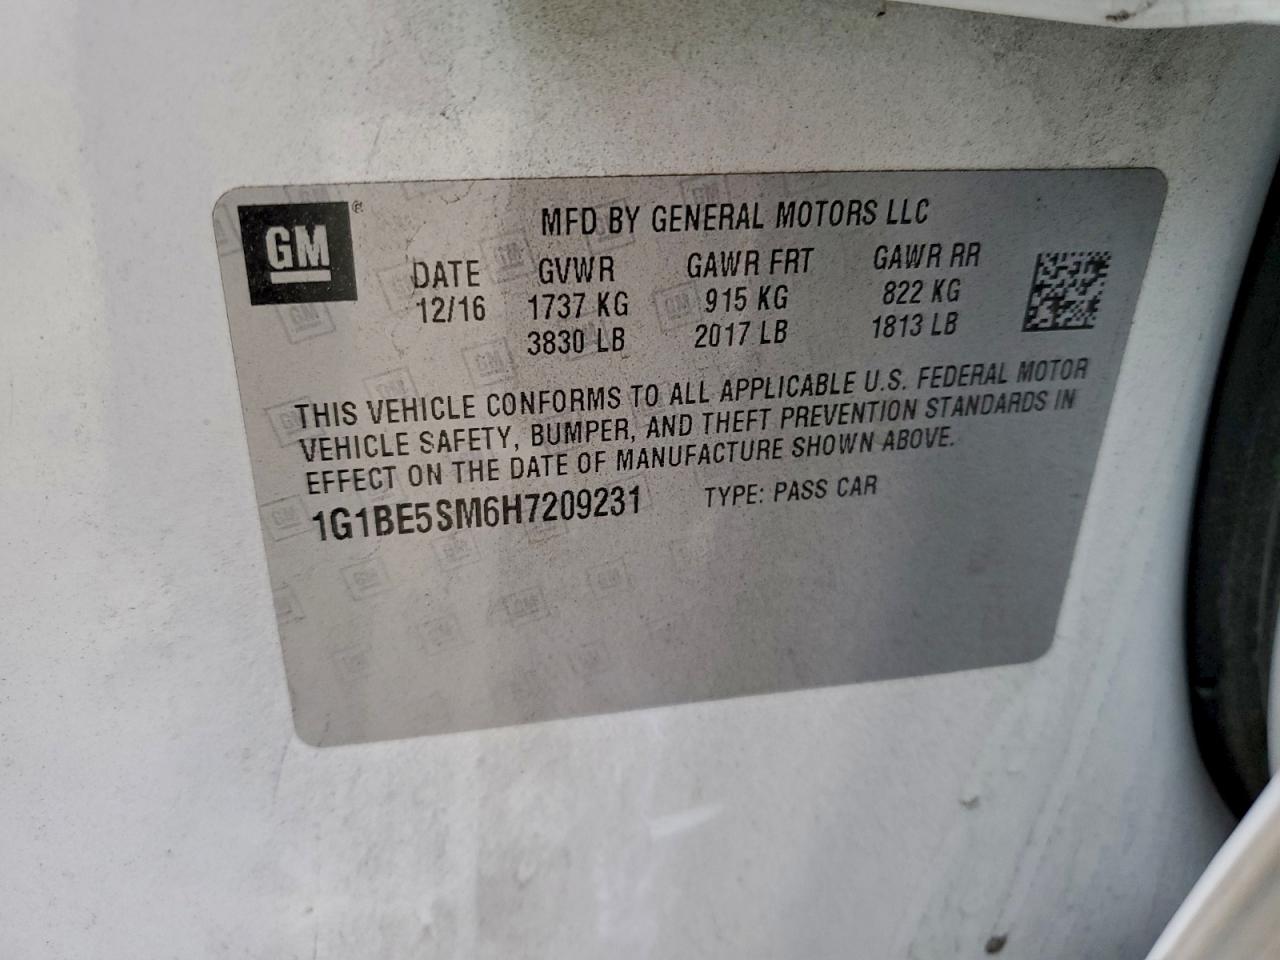 GM®
MFD BY GENERAL MOTORS LLC
DATE GVWR GAWR FRT GAWR RR
12/16 1737 KG 915 KG 822 KG
3830 LB 2017 LB 1813 LB
THIS VEHICLE CONFORMS TO ALL APPLICABLE U.S. FEDERAL MOTOR
VEHICLE SAFETY, BUMPER, AND THEFT PREVENTION STANDARDS IN
EFFECT ON THE DATE OF MANUFACTURE SHOWN ABOVE.
1G1BE5SM6H7209231 TYPE: PASS CAR